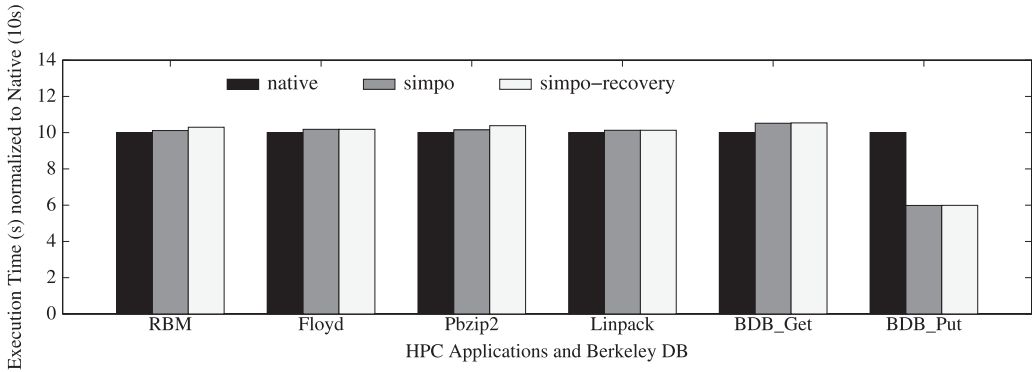 Execution Time (s) normalized to Native (10s)
14
12
10
8
6
4
2
0
native simpo simpo-recovery
RBM Floyd Pbzip2 Linpack BDB_Get BDB_Put
HPC Applications and Berkeley DB